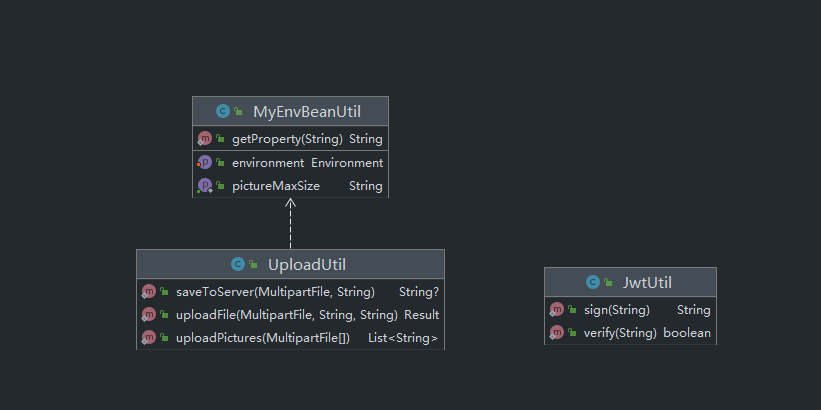 MyEnvBeanUtil
getProperty(String) String
environment Environment
pictureMaxSize String
UploadUtil
saveToServer(MultipartFile, String) String?
uploadFile(MultipartFile, String, String) Result
uploadPictures(MultipartFile[]) List<String>
JwtUtil
sign(String) String
verify(String) boolean